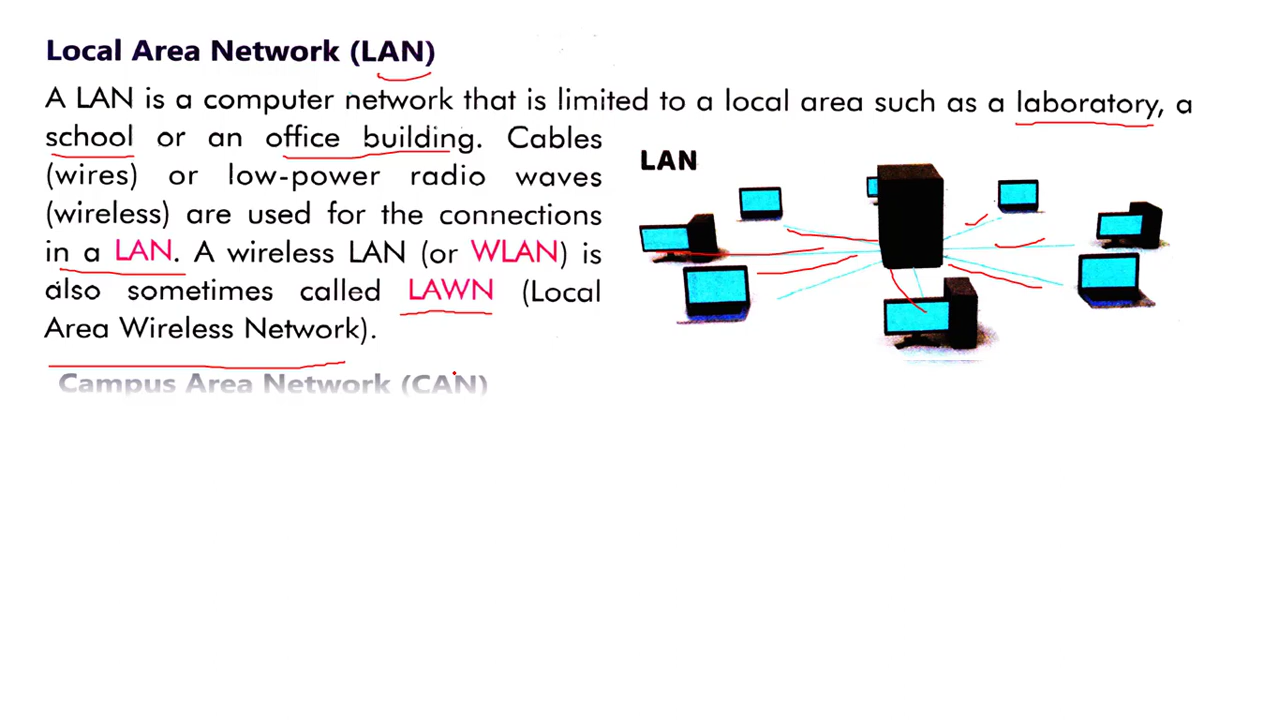 Local Area Network (LAN)
A LAN is a computer network that is limited to a local area such as a laboratory, a
school or an office building. Cables
(wires) or low-power radio waves
(wireless) are used for the connections
in a LAN. A wireless LAN (or WLAN) is
also sometimes called LAWN (Local
Area Wireless Network).
LAN
Campus Area Network (CAN)